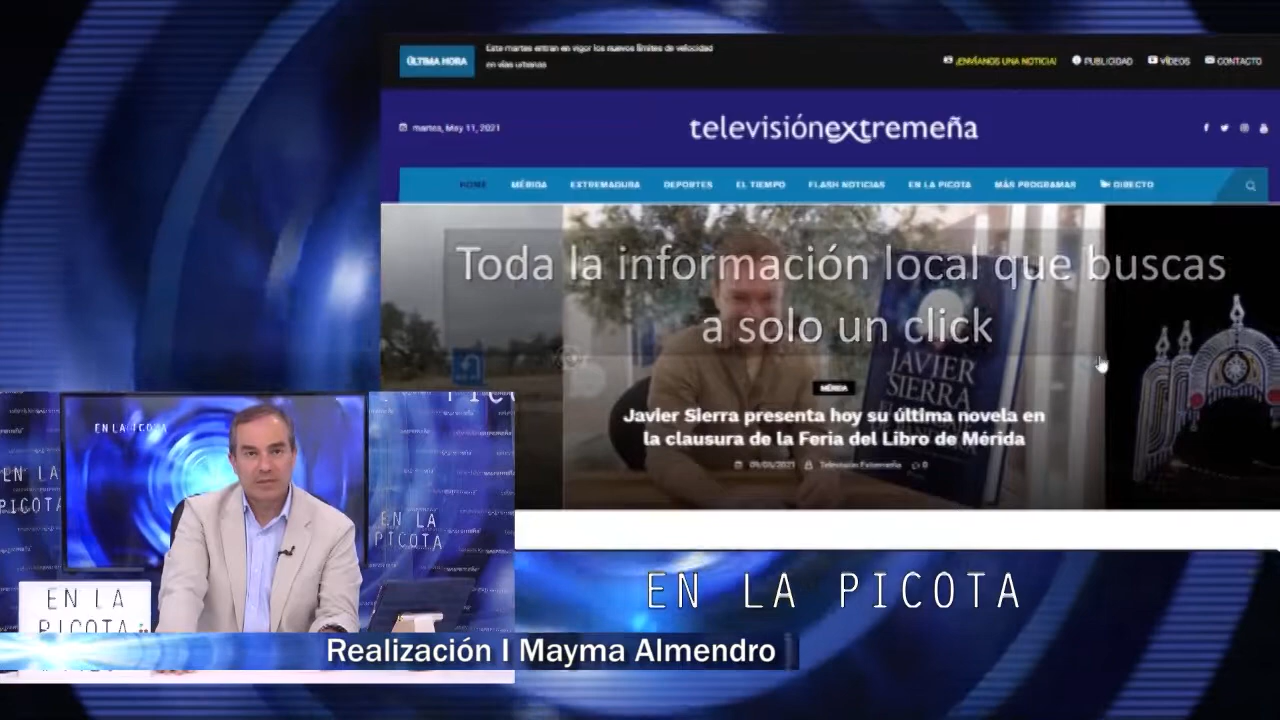 ÚLTIMA HORA
Este martes entran en vigor los nuevos límites de velocidad
en vías urbanas
¡ENVÍANOS UNA NOTICIA!
PUBLICIDAD
VÍDEOS
CONTACTO
martes, May 11, 2021
televisiónextremeña
HOME
MÉRIDA
EXTREMADURA
DEPORTES
EL TIEMPO
FLASH NOTICIAS
EN LA PICOTA
MÁS PROGRAMAS
DIRECTO
Toda la información local que buscas
a solo un click
JAVIER
SIERRA
MÉRIDA
Javier Sierra presenta hoy su última novela en
la clausura de la Feria del Libro de Mérida
09/05/2021
Televisión Extremeña
0
EN LA PICOTA
EN LA
PICOTA
EN LA
PICOTA
EN LA
PICOTA
EN LA PICOTA
Realización I Mayma Almendro